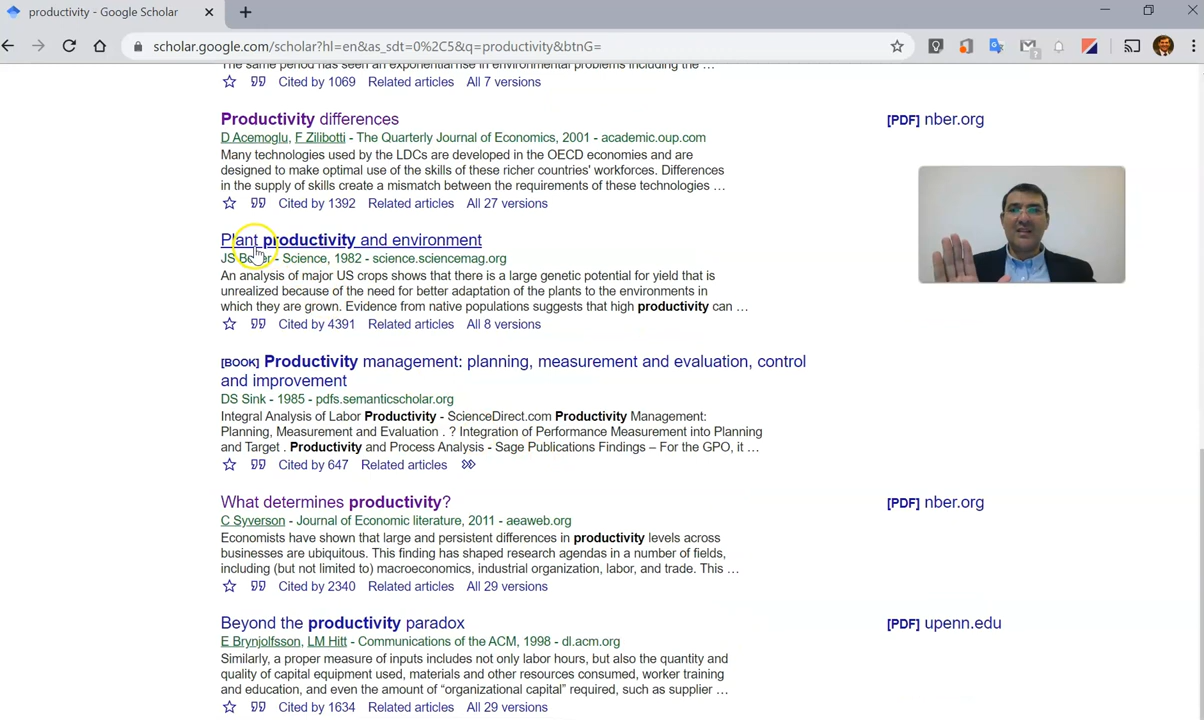 productivity - Google Scholar
scholar.google.com/scholar?hl=en&as_sdt=0%2C5&q=productivity&btnG=
The same period has seen an exponential rise in environmental problems including the …
Cited by 1069 Related articles All 7 versions
Productivity differences
[PDF] nber.org
D Acemoglu, F Zilibotti - The Quarterly Journal of Economics, 2001 - academic.oup.com
Many technologies used by the LDCs are developed in the OECD economies and are
designed to make optimal use of the skills of these richer countries' workforces. Differences
in the supply of skills create a mismatch between the requirements of these technologies …
Cited by 1392 Related articles All 27 versions
Plant productivity and environment
JS - Science, 1982 - science.sciencemag.org
An analysis of major US crops shows that there is a large genetic potential for yield that is
unrealized because of the need for better adaptation of the plants to the environments in
which they are grown. Evidence from native populations suggests that high productivity can …
Cited by 4391 Related articles All 8 versions
[BOOK] Productivity management: planning, measurement and evaluation, control
and improvement
DS Sink - 1985 - pdfs.semanticscholar.org
Integral Analysis of Labor Productivity - ScienceDirect.com Productivity Management:
Planning, Measurement and Evaluation . ? Integration of Performance Measurement into Planning
and Target . Productivity and Process Analysis - Sage Publications Findings – For the GPO, it …
Cited by 647 Related articles
What determines productivity?
[PDF] nber.org
C Syverson - Journal of Economic literature, 2011 - aeaweb.org
Economists have shown that large and persistent differences in productivity levels across
businesses are ubiquitous. This finding has shaped research agendas in a number of fields,
including (but not limited to) macroeconomics, industrial organization, labor, and trade. This …
Cited by 2340 Related articles All 29 versions
Beyond the productivity paradox
[PDF] upenn.edu
E Brynjolfsson, LM Hitt - Communications of the ACM, 1998 - dl.acm.org
Similarly, a proper measure of inputs includes not only labor hours, but also the quantity and
quality of capital equipment used, materials and other resources consumed, worker training
and education, and even the amount of "organizational capital" required, such as supplier …
Cited by 1634 Related articles All 29 versions